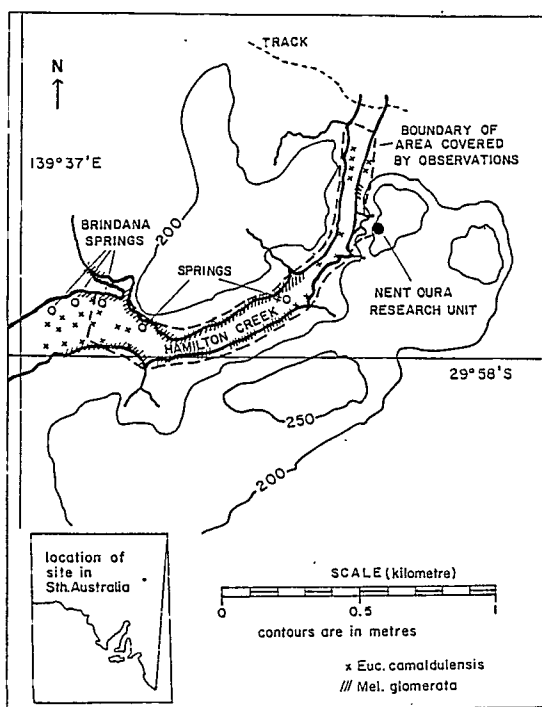 TRACK
N
BOUNDARY OF
AREA COVERED
BY OBSERVATIONS
139° 37'E
BRINDANA
SPRINGS
200
SPRINGS
NENT OURA
RESEARCH UNIT
HAMILTON CREEK
29° 58'S
250
200
location of
site in
Sth. Australia
SCALE (kilometre)
0 0.5 1
contours are in metres
x Euc. camaldulensis
/// Mel. glomerata